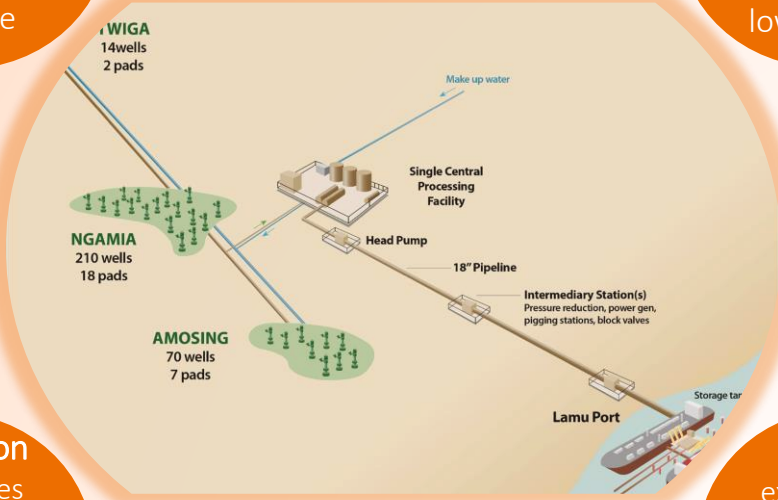 14wells
2 pads
Make up water
Single Central
Processing
Facility
NGAMIA
210 wells
18 pads
Head Pump
18" Pipeline
Intermediary Station(s)
Pressure reduction, power gen,
pigging stations, block valves
AMOSING
70 wells
7 pads
Storage
Lamu Port